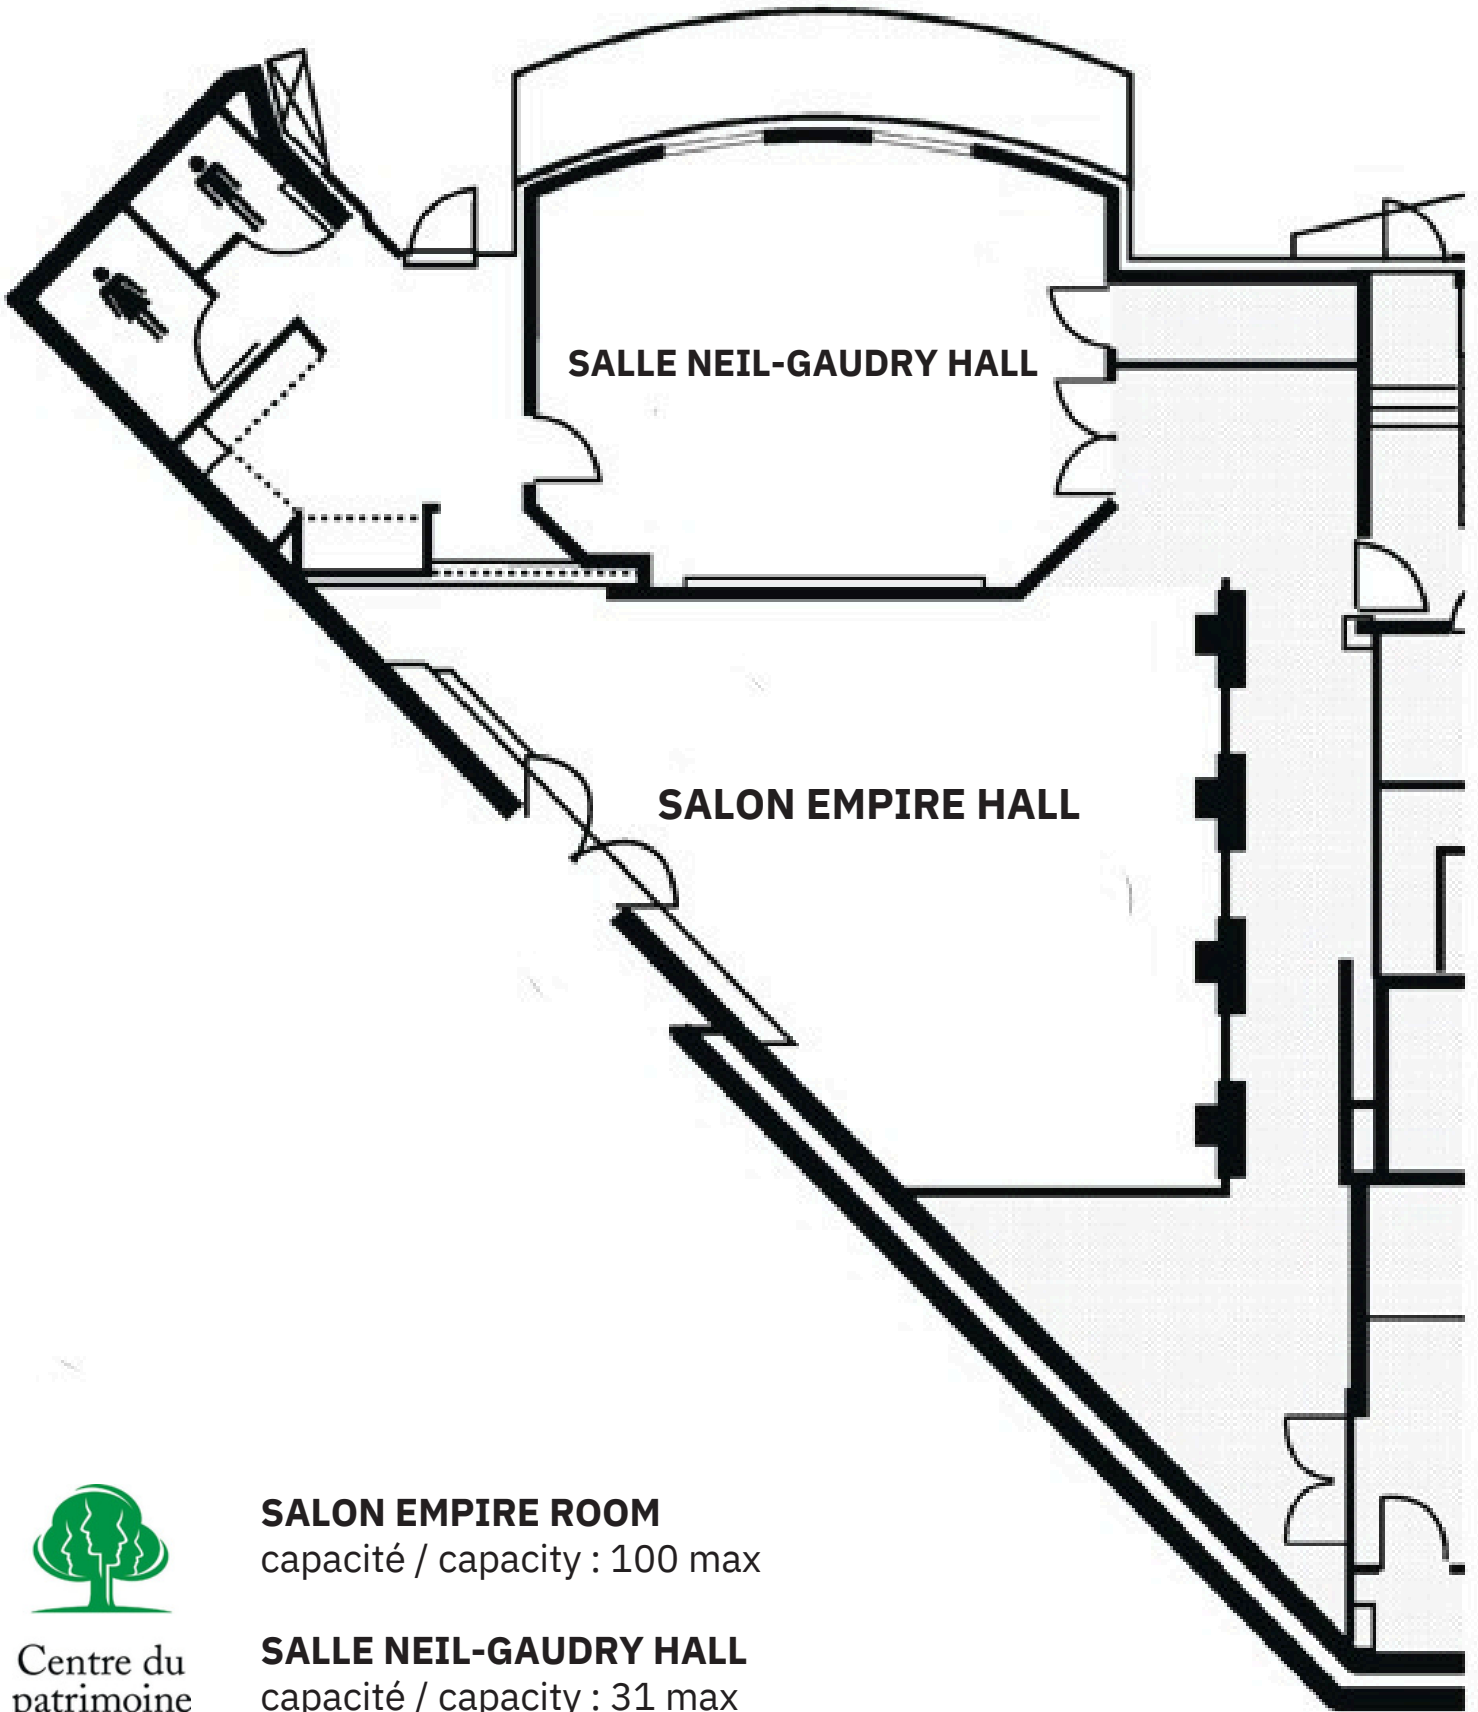 SALLE NEIL-GAUDRY HALL
SALON EMPIRE HALL
SALON EMPIRE ROOM
capacité / capacity : 100 max
SALLE NEIL-GAUDRY HALL
capacité / capacity : 31 max
Centre du
patrimoine